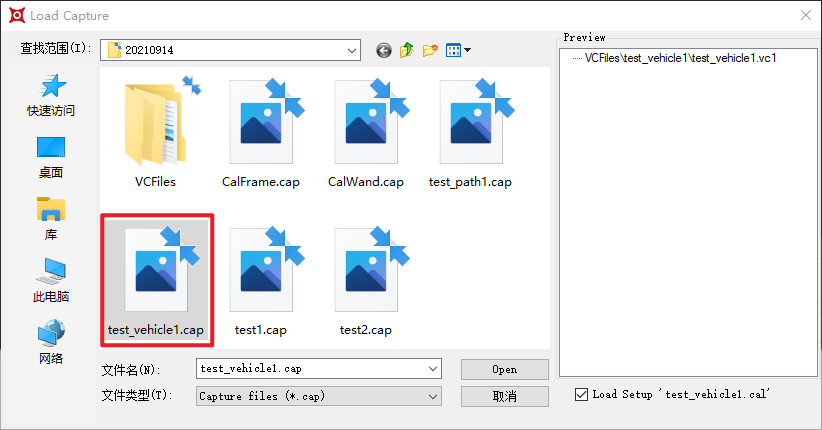 Load Capture
查找范围(I):
20210914
Preview
VCFiles\test_vehicle1\test_vehicle1.vc1
快速访问
桌面
库
此电脑
网络
VCFiles
CalFrame.cap
CalWand.cap
test_path1.cap
test_vehicle1.cap
test1.cap
test2.cap
文件名(N):
test_vehicle1.cap
Open
文件类型(T):
Capture files (*.cap)
取消
Load Setup 'test_vehicle1.cal'